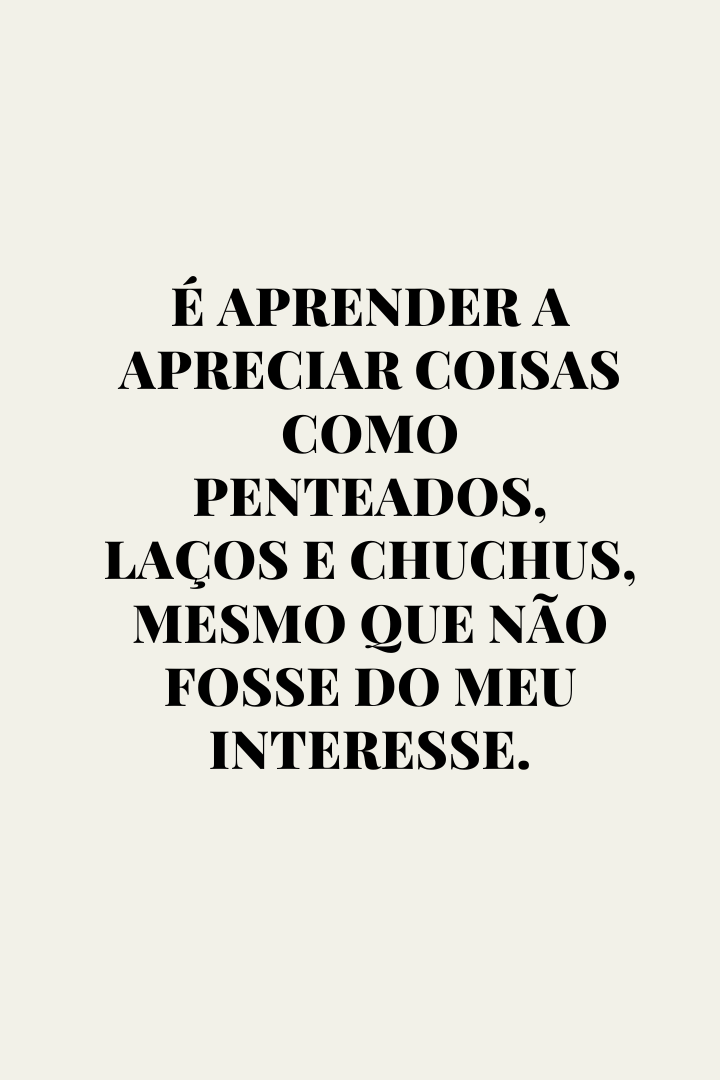 É APRENDER A
APRECIAR COISAS
COMO
PENTEADOS,
LAÇOS E CHUCHUS,
MESMO QUE NÃO
FOSSE DO MEU
INTERESSE.